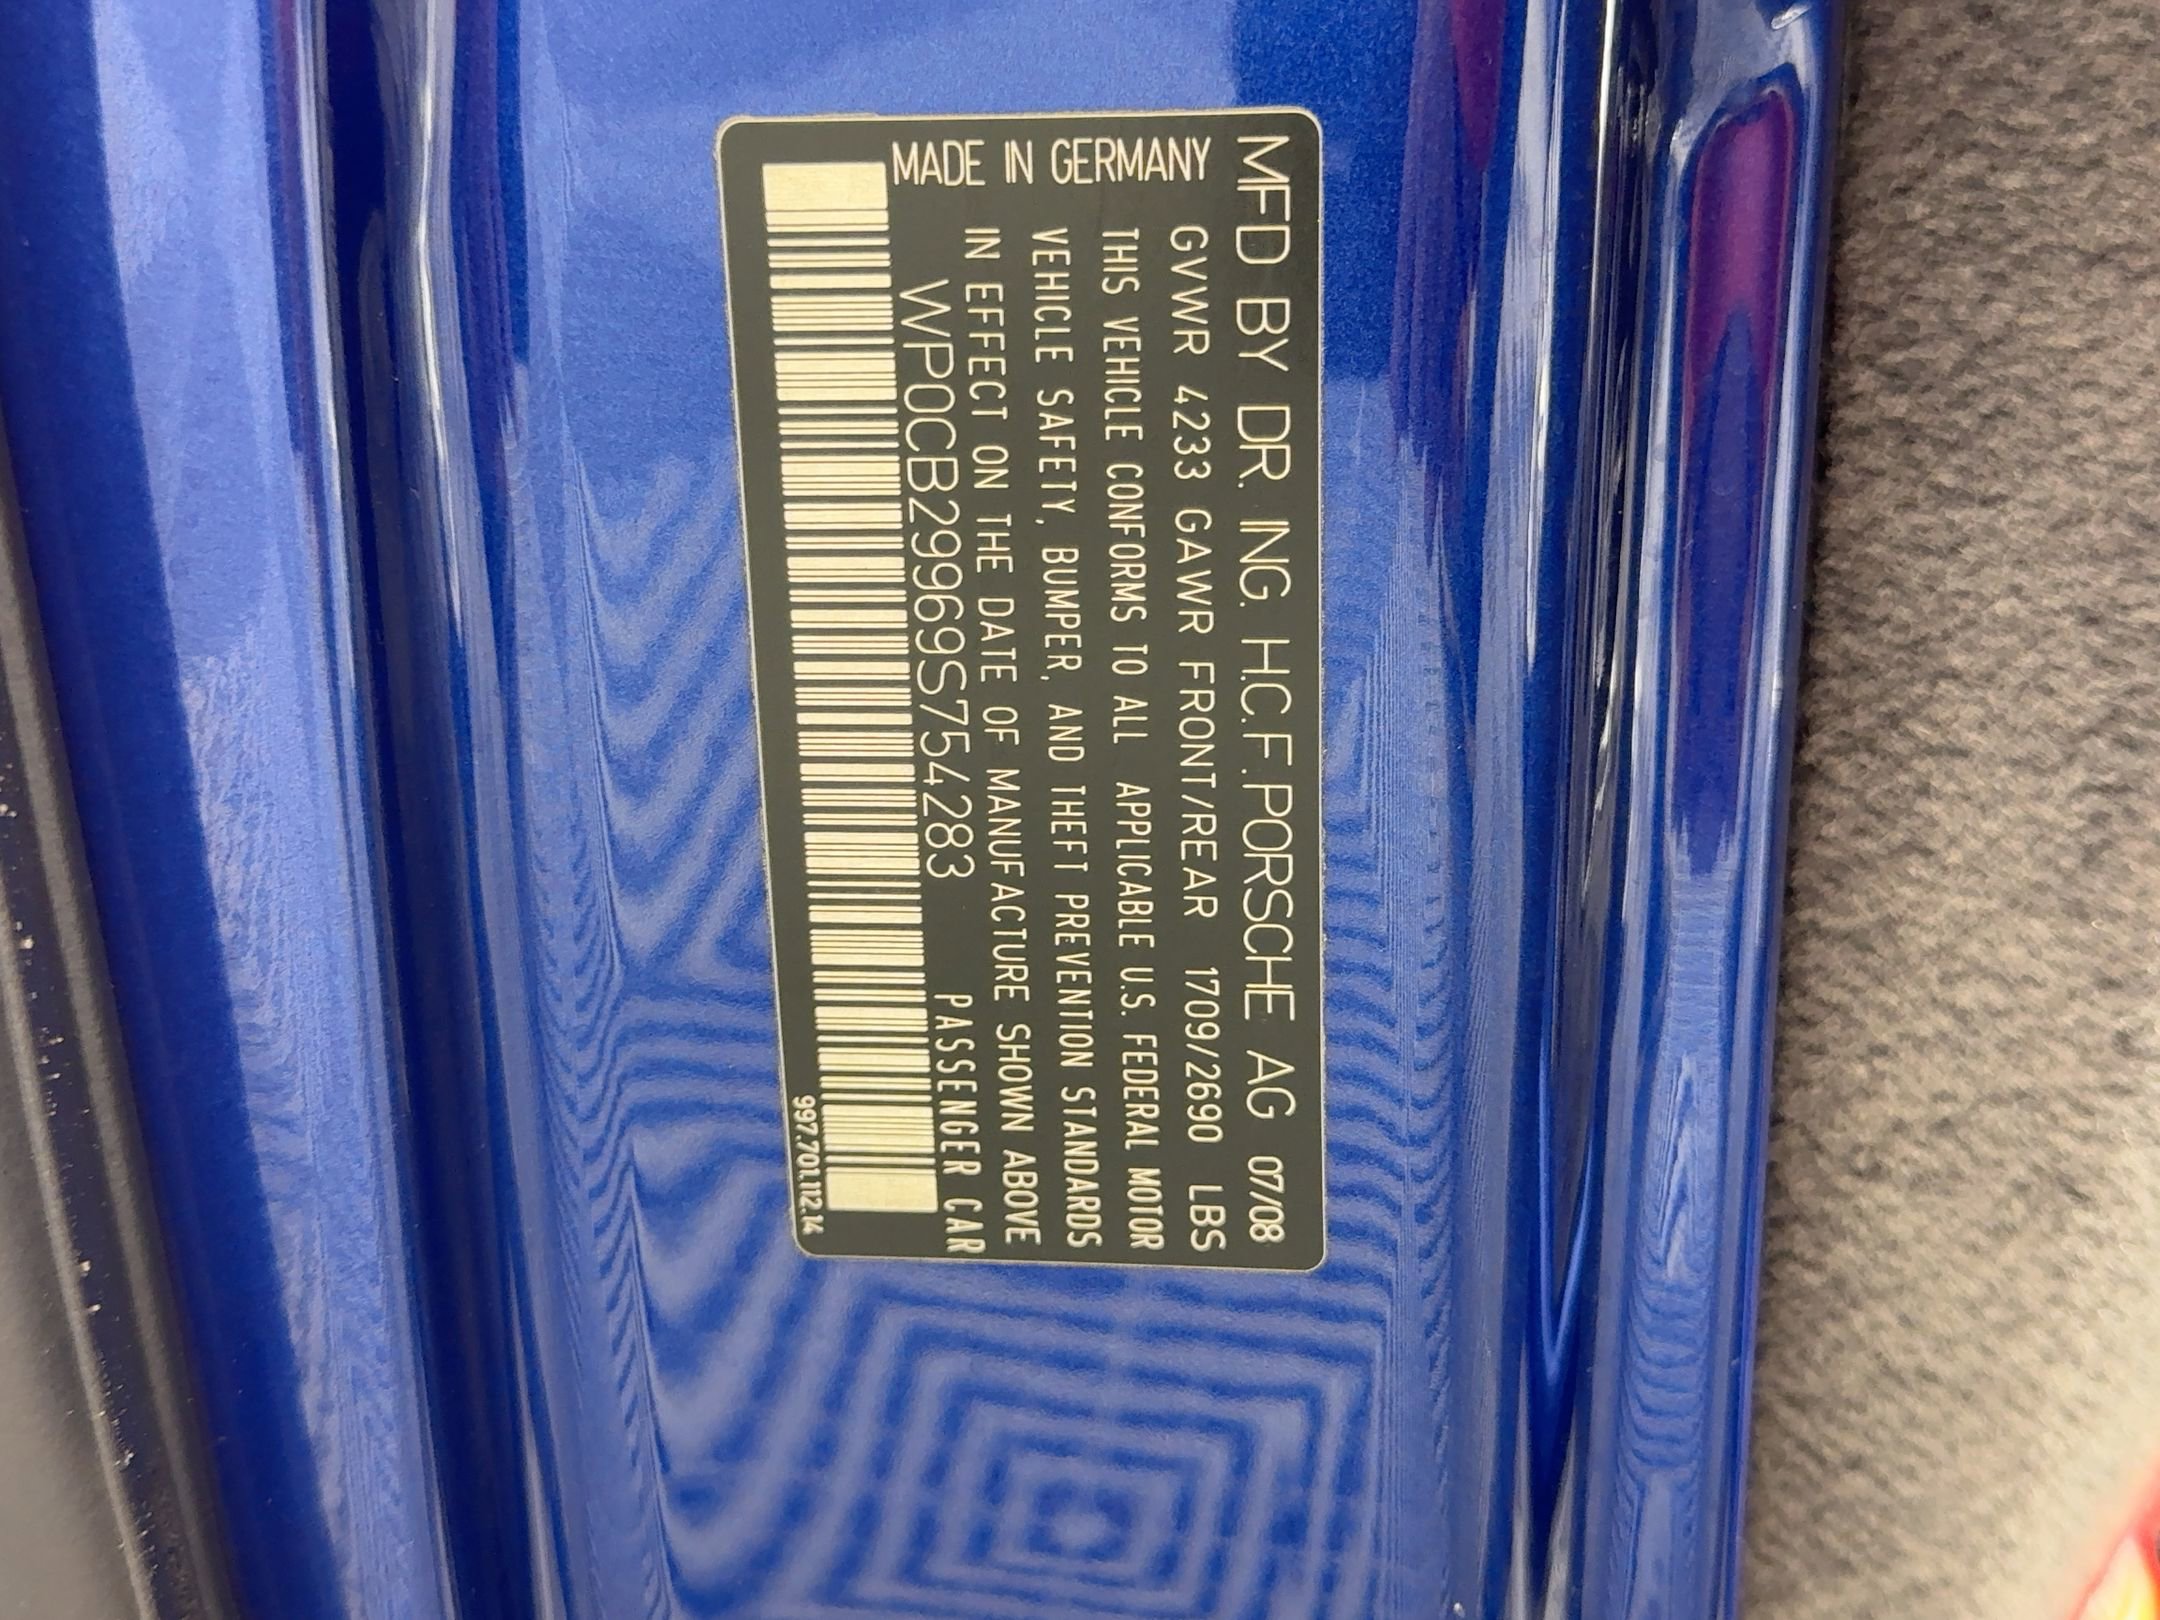 MFD BY DR. ING. H.C.F. PORSCHE AG 07/08
MADE IN GERMANY
GVWR 4233 GAWR FRONT/REAR 1709/2690 LBS
THIS VEHICLE CONFORMS TO ALL APPLICABLE U.S. FEDERAL MOTOR
VEHICLE SAFETY, BUMPER, AND THEFT PREVENTION STANDARDS
IN EFFECT ON THE DATE OF MANUFACTURE SHOWN ABOVE
WP0CB29969S754283 PASSENGER CAR
997.701.112.14